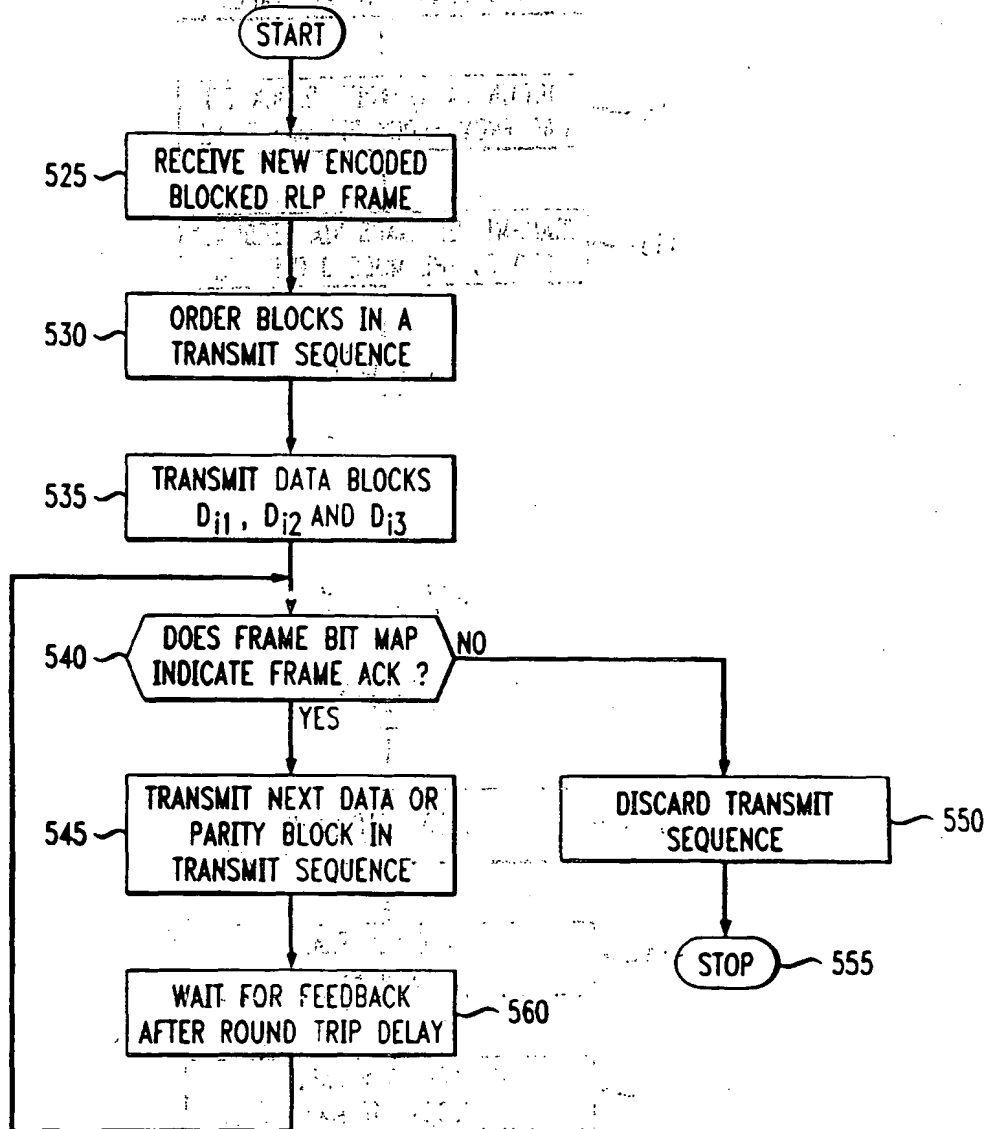 START
525
RECEIVE NEW ENCODED
BLOCKED RLP FRAME
530
ORDER BLOCKS IN A
TRANSMIT SEQUENCE
535
TRANSMIT DATA BLOCKS
Di1, Di2 AND Di3
540
DOES FRAME BIT MAP
INDICATE FRAME ACK ?
NO
YES
545
TRANSMIT NEXT DATA OR
PARITY BLOCK IN
TRANSMIT SEQUENCE
DISCARD TRANSMIT
SEQUENCE
550
STOP
555
WAIT FOR FEEDBACK
AFTER ROUND TRIP DELAY
560